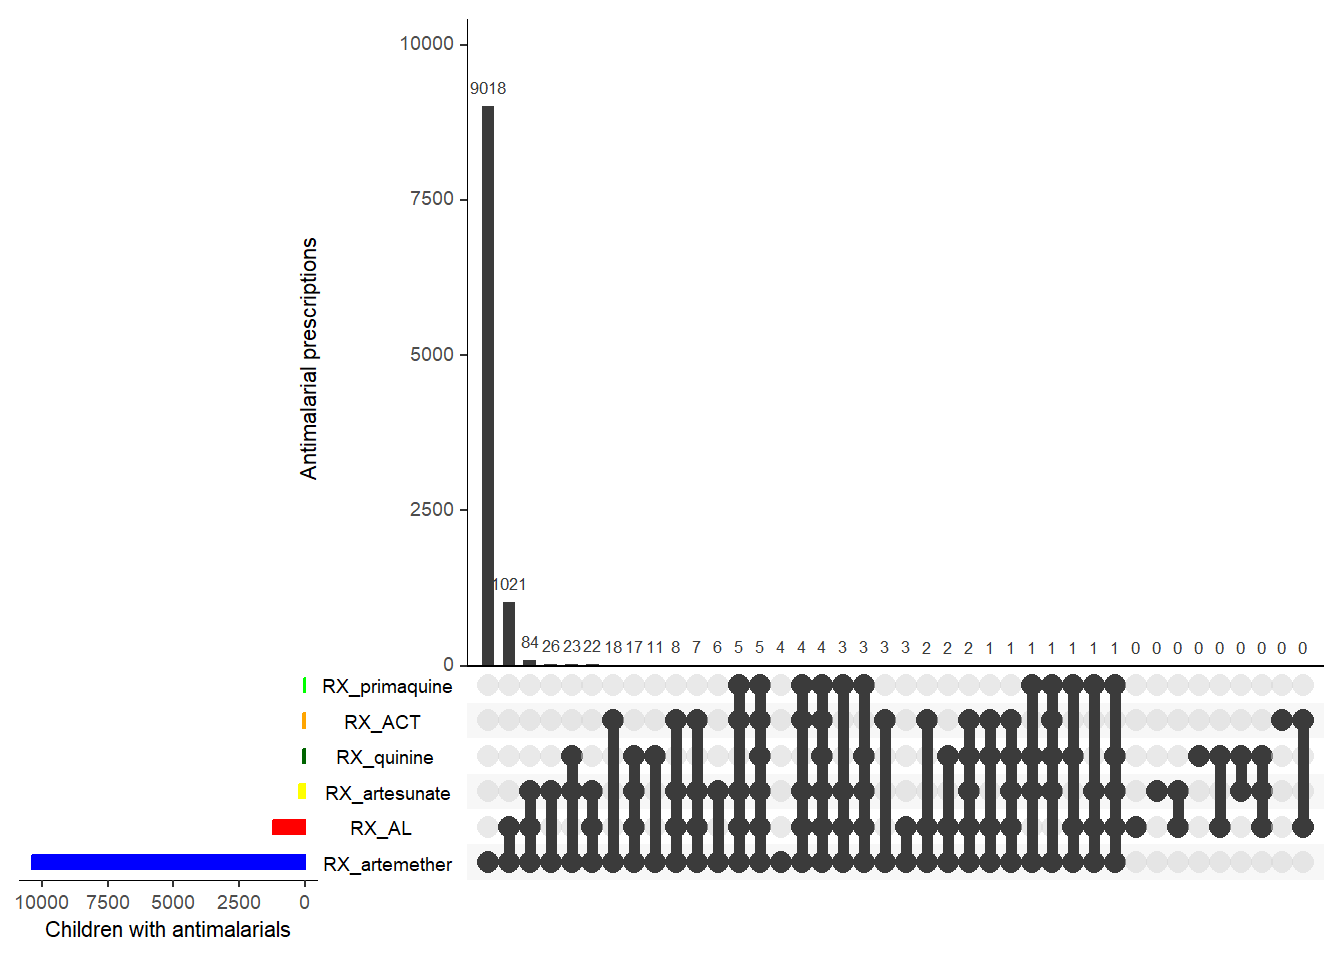 10000
9018
7500
Antimalarial prescriptions
5000
2500
1021
84 26 23 22 18 17 11 8 7 6 5 5 4 4 4 3 3 3 3 2 2 2 1 1 1 1 1 1 1 0 0 0 0 0 0 0 0 0
0
RX_primaquine
RX_ACT
RX_quinine
RX_artesunate
RX_AL
RX_artemether
10000 7500 5000 2500 0
Children with antimalarials